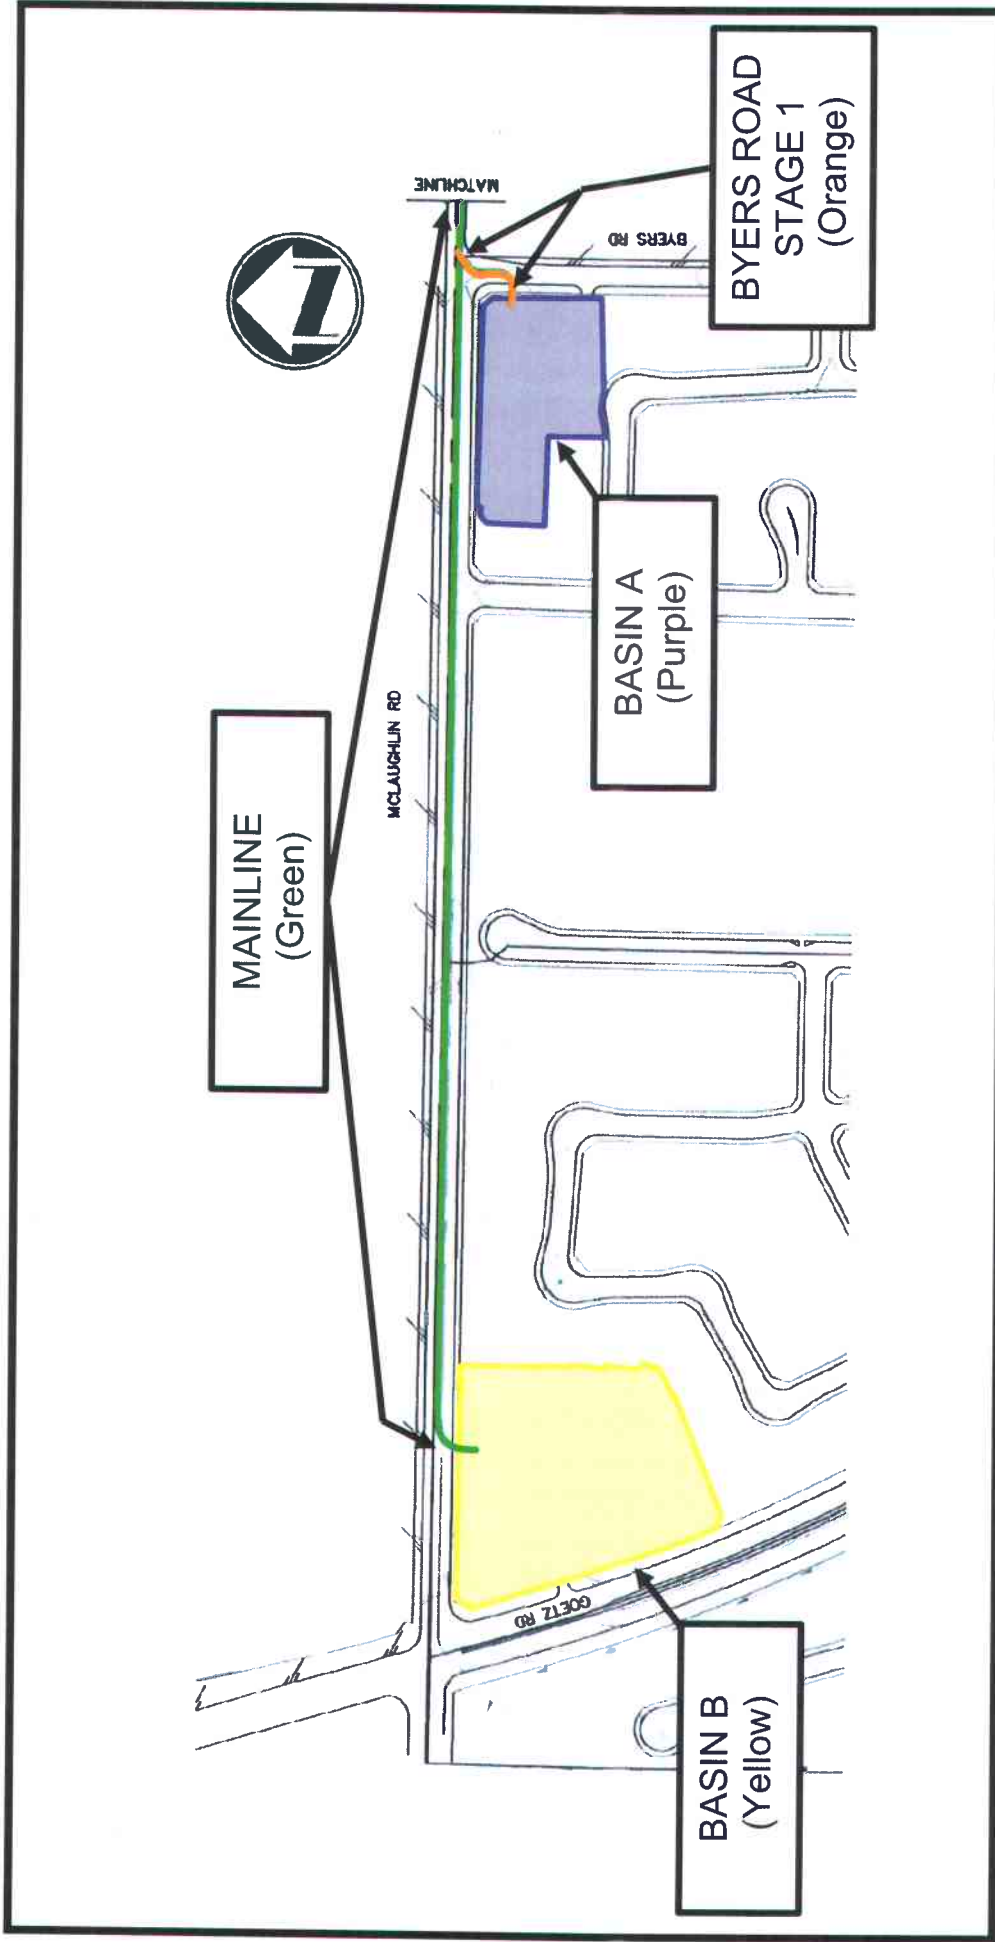 MAINLINE
(Green)
MCLAUGHLIN RD
MATCHLINE
BYERS RD
BYERS ROAD
STAGE 1
(Orange)
BASIN A
(Purple)
GOETZ RD
BASIN B
(Yellow)
N